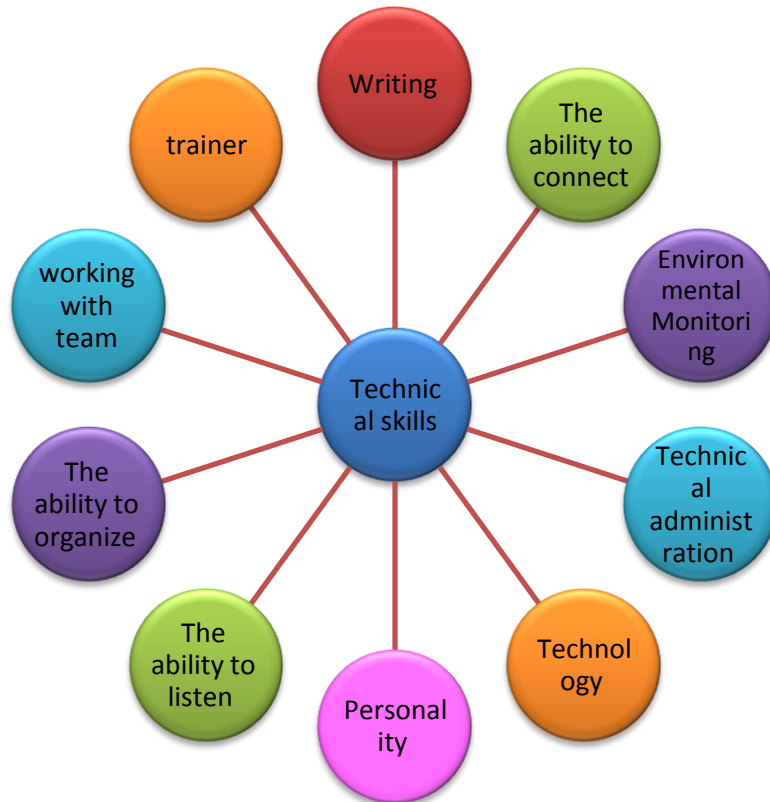 Writing
The
ability to
connect
Environ
mental
Monitori
ng
Technic
al
administ
ration
Technol
ogy
Personal
ity
The
ability to
listen
The
ability to
organize
working
with
team
trainer
Technic
al skills